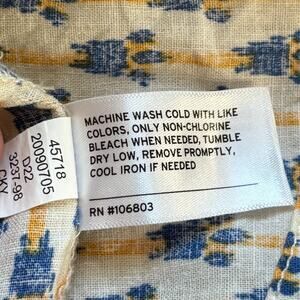 MACHINE WASH COLD WITH LIKE
COLORS, ONLY NON-CHLORINE
BLEACH WHEN NEEDED, TUMBLE
DRY LOW, REMOVE PROMPTLY,
COOL IRON IF NEEDED
RN #106803
45718
20090705
D22
3237-98